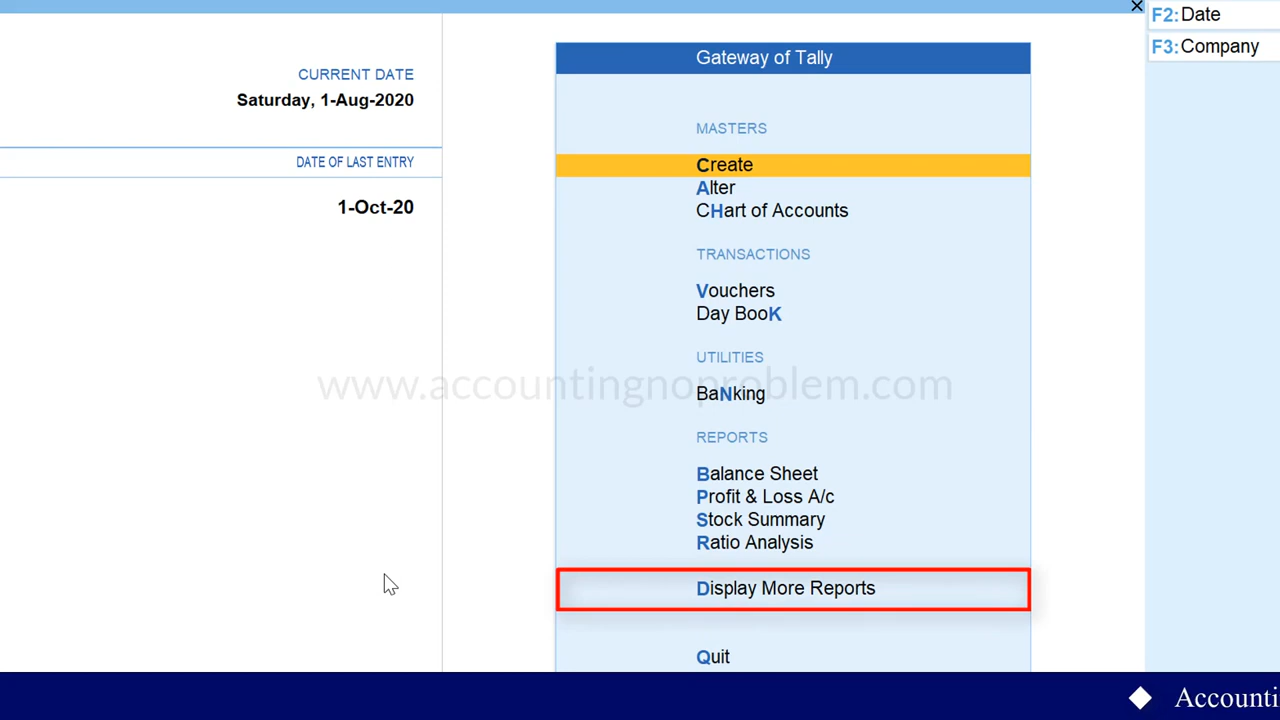 F2: Date
F3: Company
Gateway of Tally
CURRENT DATE
Saturday, 1-Aug-2020
DATE OF LAST ENTRY
1-Oct-20
MASTERS
Create
Alter
CHart of Accounts
TRANSACTIONS
Vouchers
Day BooK
UTILITIES
BaNking
www.accountingnoproblem.com
REPORTS
Balance Sheet
Profit & Loss A/c
Stock Summary
Ratio Analysis
Display More Reports
Quit
Accounti